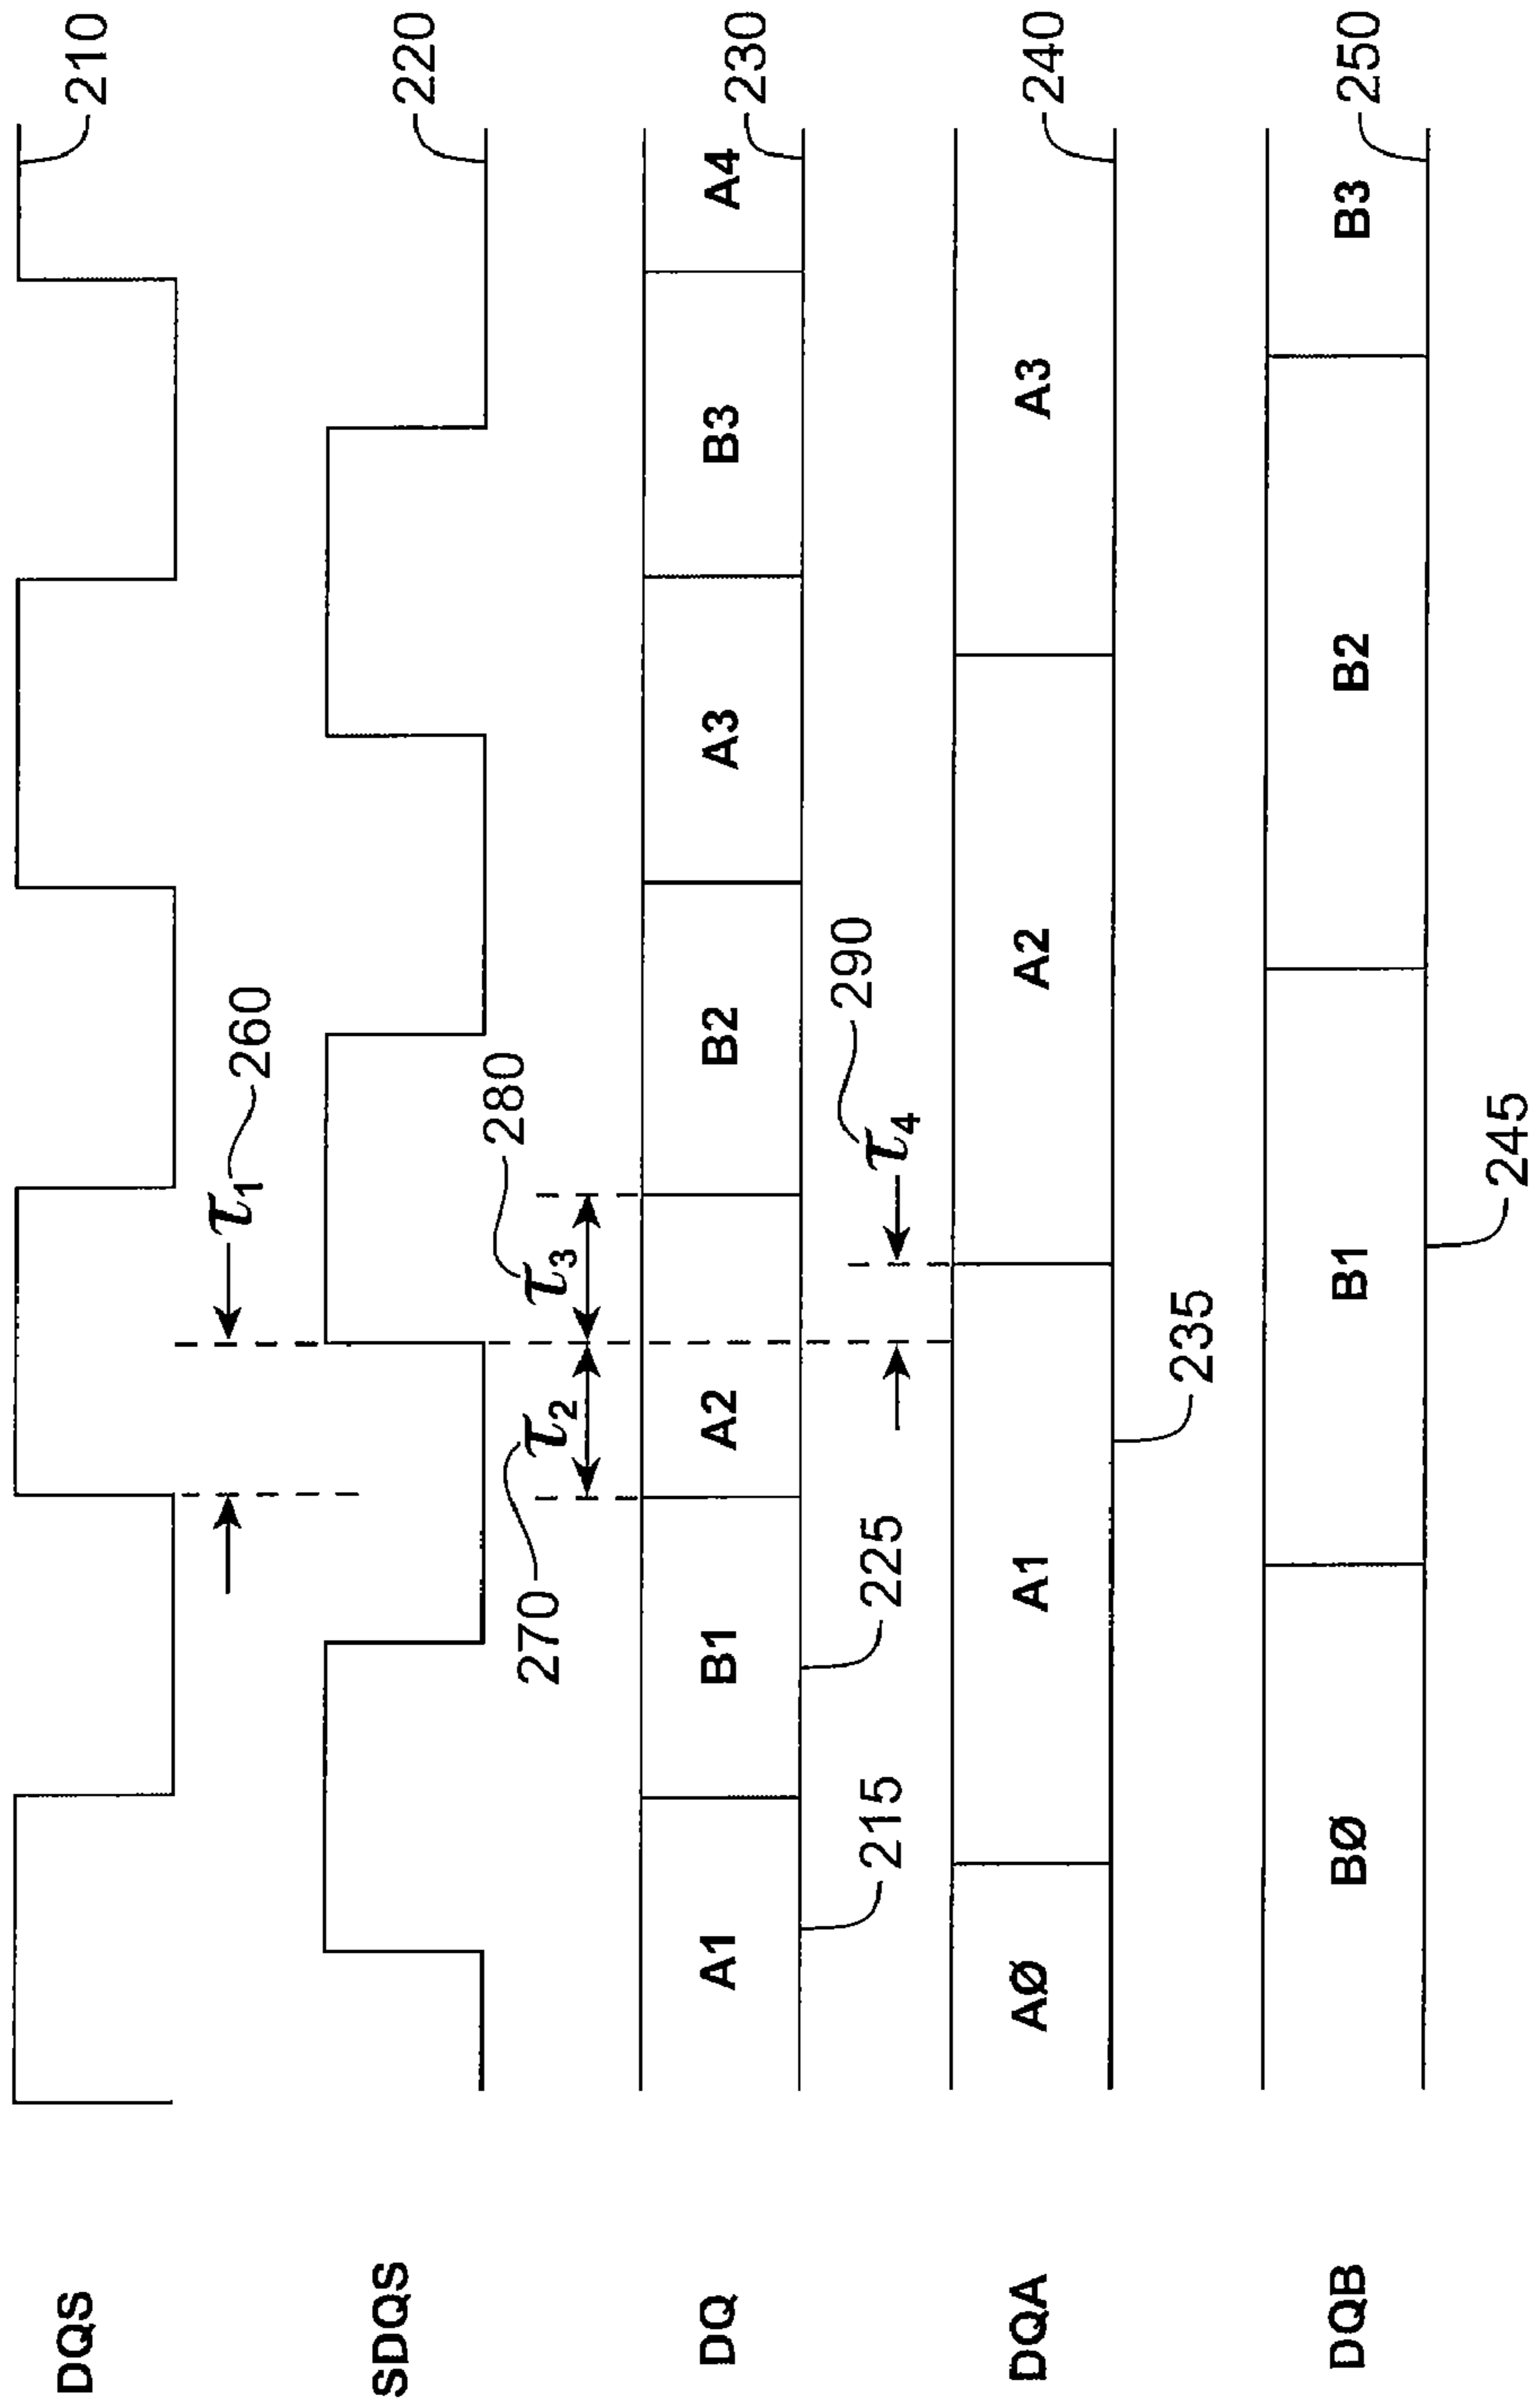 DQS
210
τ1
260
SDQS
220
270
τ2
τ3
280
DQ
A1
B1
A2
B2
A3
B3
A4
230
215
225
τ4
290
DQA
AØ
A1
A2
A3
240
235
DQB
BØ
B1
B2
B3
250
245